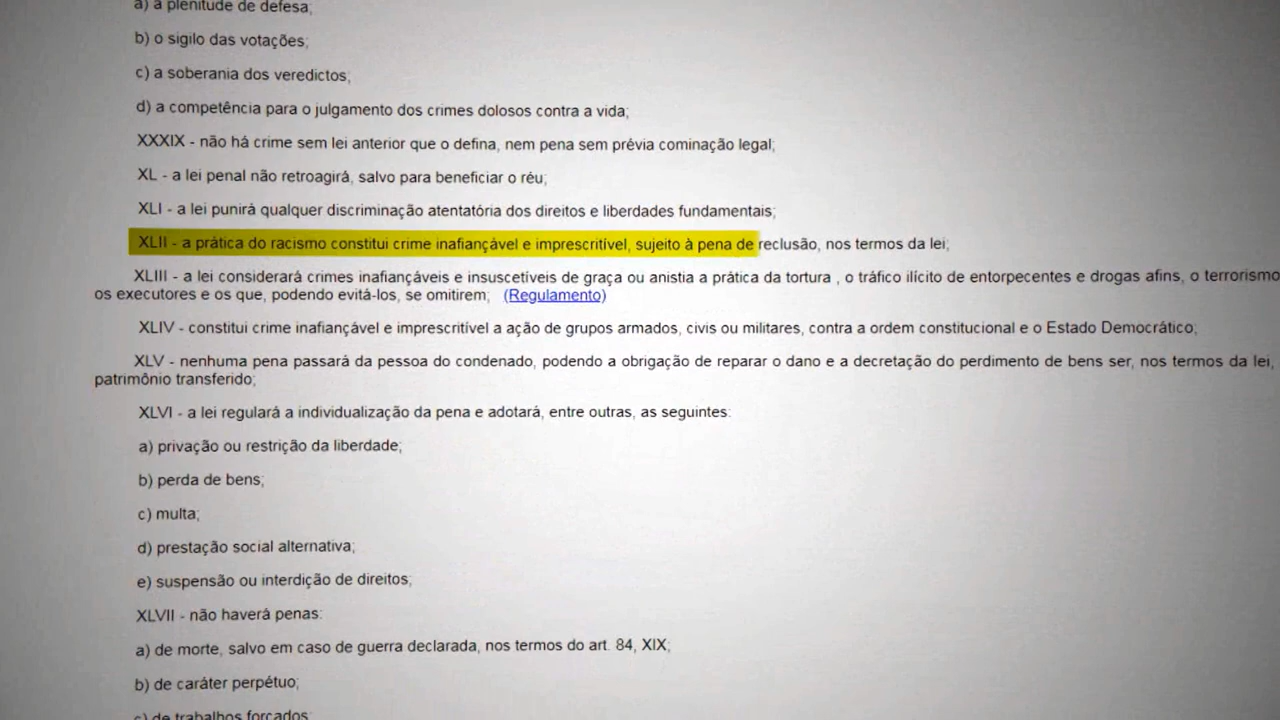 a) a plenitude de defesa;
b) o sigilo das votações;
c) a soberania dos veredictos;
d) a competência para o julgamento dos crimes dolosos contra a vida;
XXXIX - não há crime sem lei anterior que o defina, nem pena sem prévia cominação legal;
XL - a lei penal não retroagirá, salvo para beneficiar o réu;
XLI - a lei punirá qualquer discriminação atentatória dos direitos e liberdades fundamentais;
XLII - a prática do racismo constitui crime inafiançável e imprescritível, sujeito à pena de reclusão, nos termos da lei;
XLIII - a lei considerará crimes inafiançáveis e insuscetíveis de graça ou anistia a prática da tortura , o tráfico ilícito de entorpecentes e drogas afins, o terrorismo
os executores e os que, podendo evitá-los, se omitirem; (Regulamento)
XLIV - constitui crime inafiançável e imprescritível a ação de grupos armados, civis ou militares, contra a ordem constitucional e o Estado Democrático;
XLV - nenhuma pena passará da pessoa do condenado, podendo a obrigação de reparar o dano e a decretação do perdimento de bens ser, nos termos da lei,
patrimônio transferido;
XLVI - a lei regulará a individualização da pena e adotará, entre outras, as seguintes:
a) privação ou restrição da liberdade;
b) perda de bens;
c) multa;
d) prestação social alternativa;
e) suspensão ou interdição de direitos;
XLVII - não haverá penas:
a) de morte, salvo em caso de guerra declarada, nos termos do art. 84, XIX;
b) de caráter perpétuo;
c) de trabalhos forçados;